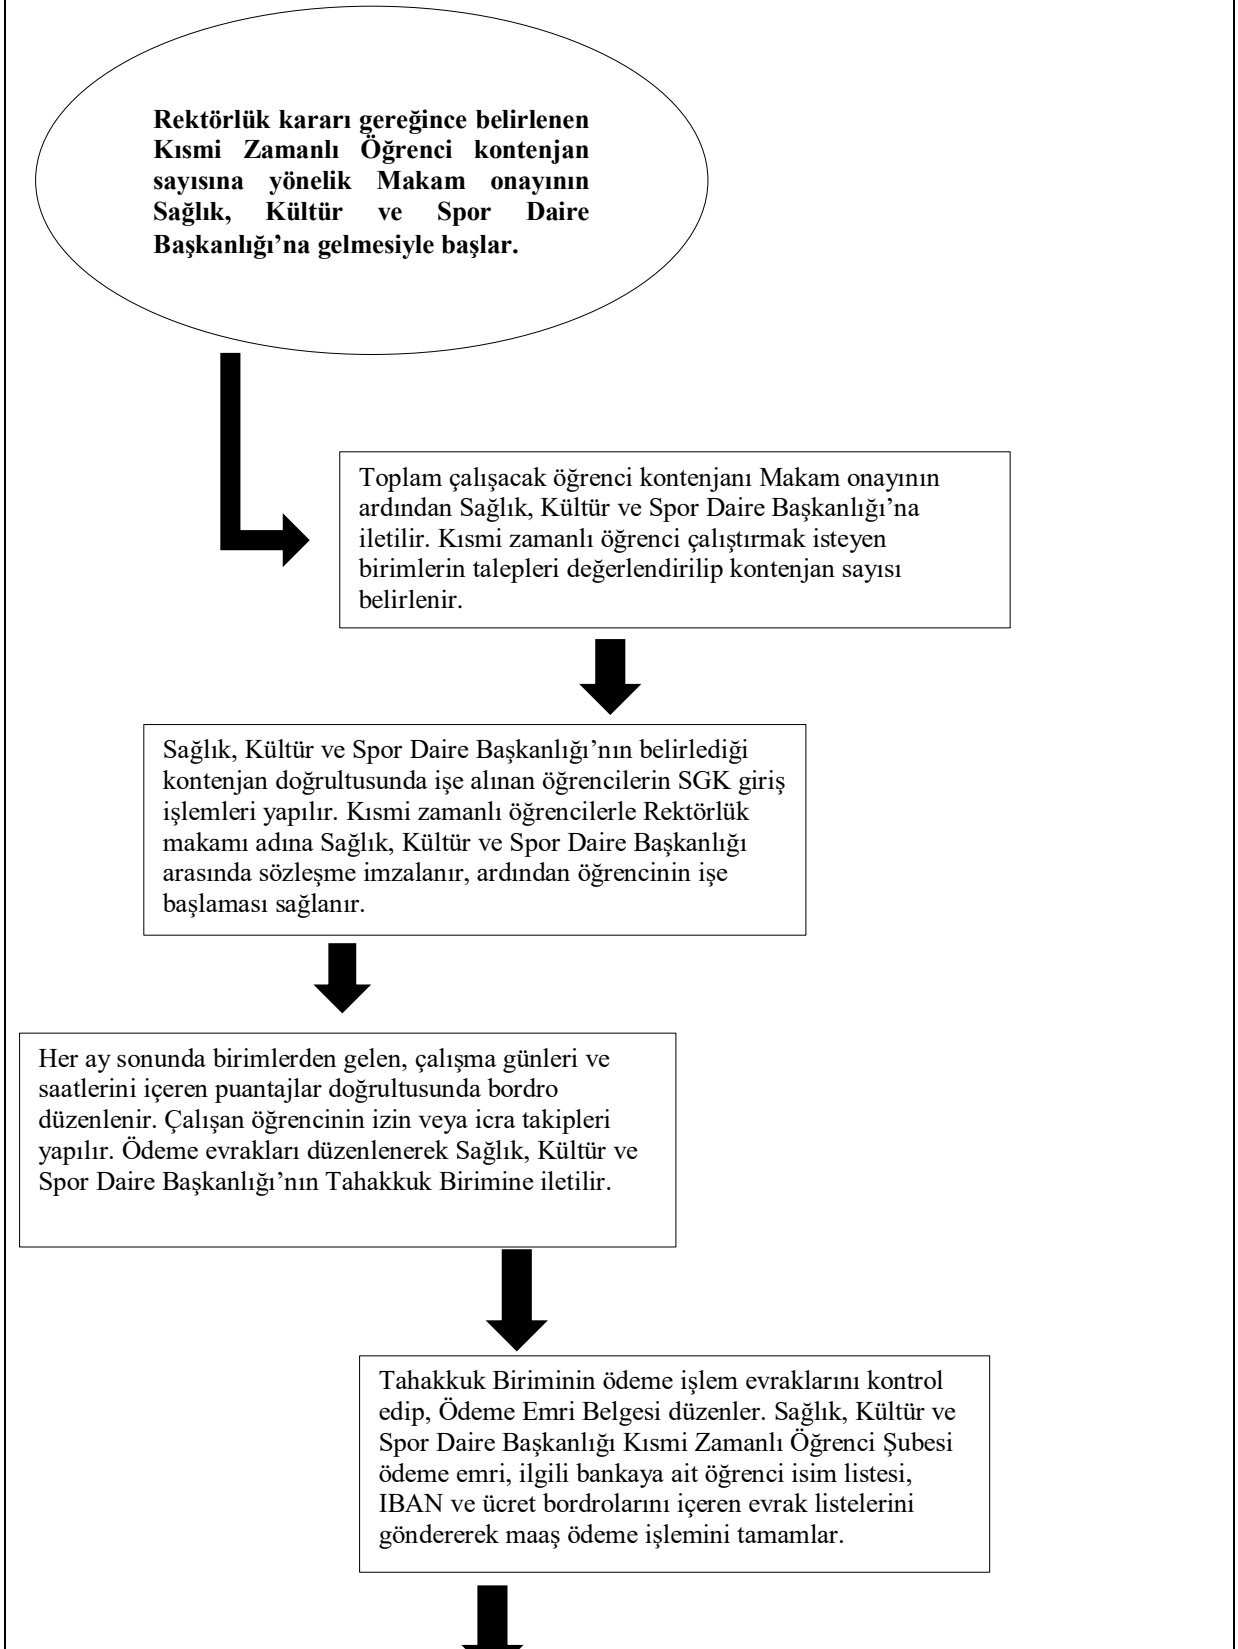 Rektörlük kararı gereğince belirlenen
Kısmi Zamanlı Öğrenci kontenjan
sayısına yönelik Makam onayının
Sağlık, Kültür ve Spor Daire
Başkanlığı’na gelmesiyle başlar.
Toplam çalışacak öğrenci kontenjanı Makam onayının
ardından Sağlık, Kültür ve Spor Daire Başkanlığı’na
iletilir. Kısmi zamanlı öğrenci çalıştırmak isteyen
birimlerin talepleri değerlendirilip kontenjan sayısı
belirlenir.
Sağlık, Kültür ve Spor Daire Başkanlığı’nın belirlediği
kontenjan doğrultusunda işe alınan öğrencilerin SGK giriş
işlemleri yapılır. Kısmi zamanlı öğrencilerle Rektörlük
makamı adına Sağlık, Kültür ve Spor Daire Başkanlığı
arasında sözleşme imzalanır, ardından öğrencinin işe
başlaması sağlanır.
Her ay sonunda birimlerden gelen, çalışma günleri ve
saatlerini içeren puantajlar doğrultusunda bordro
düzenlenir. Çalışan öğrencinin izin veya icra takipleri
yapılır. Ödeme evrakları düzenlenerek Sağlık, Kültür ve
Spor Daire Başkanlığı’nın Tahakkuk Birimine iletilir.
Tahakkuk Biriminin ödeme işlem evraklarını kontrol
edip, Ödeme Emri Belgesi düzenler. Sağlık, Kültür ve
Spor Daire Başkanlığı Kısmi Zamanlı Öğrenci Şubesi
ödeme emri, ilgili bankaya ait öğrenci isim listesi,
IBAN ve ücret bordrolarını içeren evrak listelerini
göndererek maaş ödeme işlemini tamamlar.